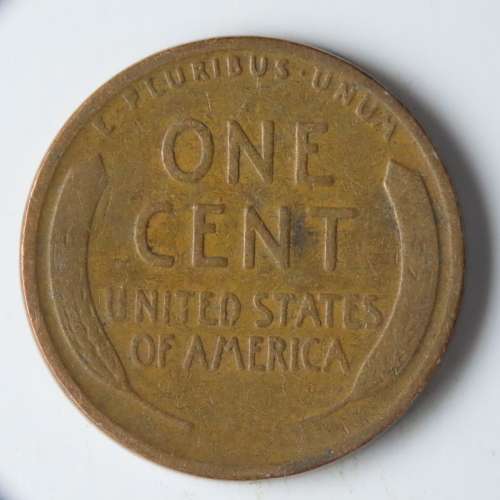 E·PLURIBUS·UNUM
ONE
CENT
UNITED STATES
OF AMERICA